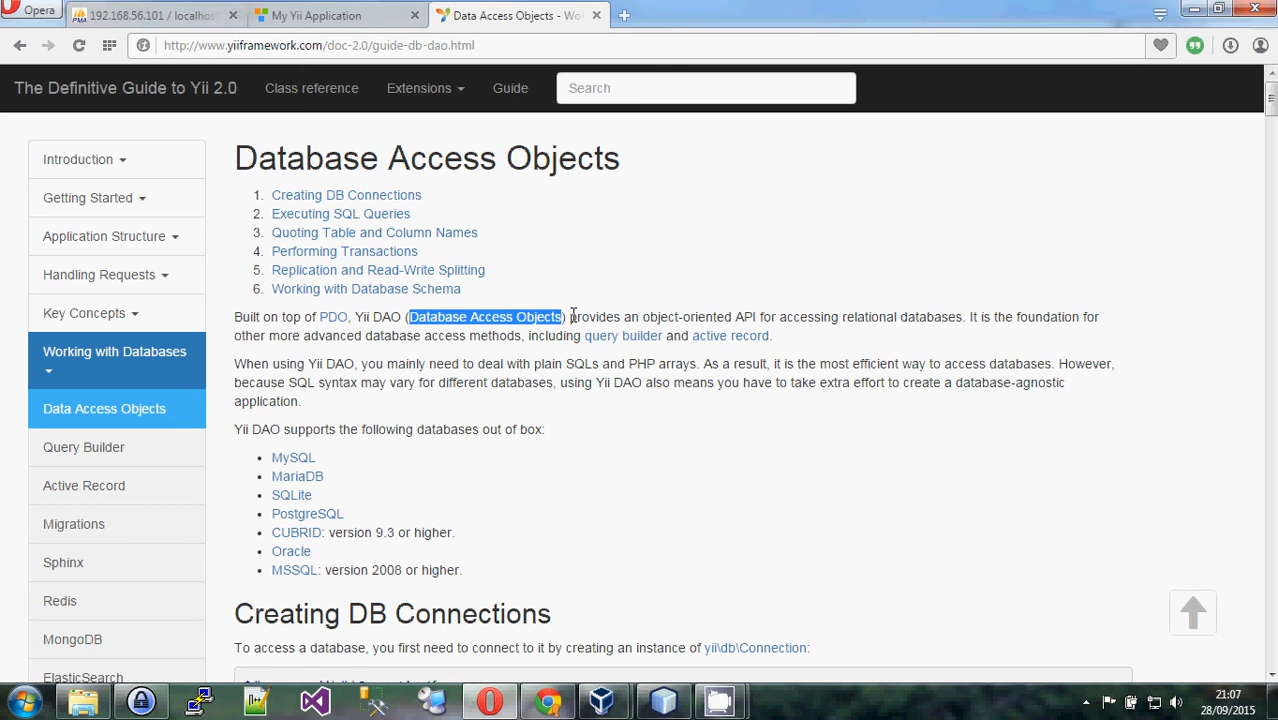 Opera
192.168.56.101 / localhos
My Yii Application
Data Access Objects - Wo
http://www.yiiframework.com/doc-2.0/guide-db-dao.html
The Definitive Guide to Yii 2.0
Class reference
Extensions
Guide
Search
Introduction
Getting Started
Application Structure
Handling Requests
Key Concepts
Working with Databases
Data Access Objects
Query Builder
Active Record
Migrations
Sphinx
Redis
MongoDB
ElasticSearch
Database Access Objects
1. Creating DB Connections
2. Executing SQL Queries
3. Quoting Table and Column Names
4. Performing Transactions
5. Replication and Read-Write Splitting
6. Working with Database Schema
Built on top of PDO, Yii DAO (Database Access Objects) provides an object-oriented API for accessing relational databases. It is the foundation for
other more advanced database access methods, including query builder and active record.
When using Yii DAO, you mainly need to deal with plain SQLs and PHP arrays. As a result, it is the most efficient way to access databases. However,
because SQL syntax may vary for different databases, using Yii DAO also means you have to take extra effort to create a database-agnostic
application.
Yii DAO supports the following databases out of box:
• MySQL
• MariaDB
• SQLite
• PostgreSQL
• CUBRID: version 9.3 or higher.
• Oracle
• MSSQL: version 2008 or higher.
Creating DB Connections
To access a database, you first need to connect to it by creating an instance of yii\db\Connection:
21:07
28/09/2015